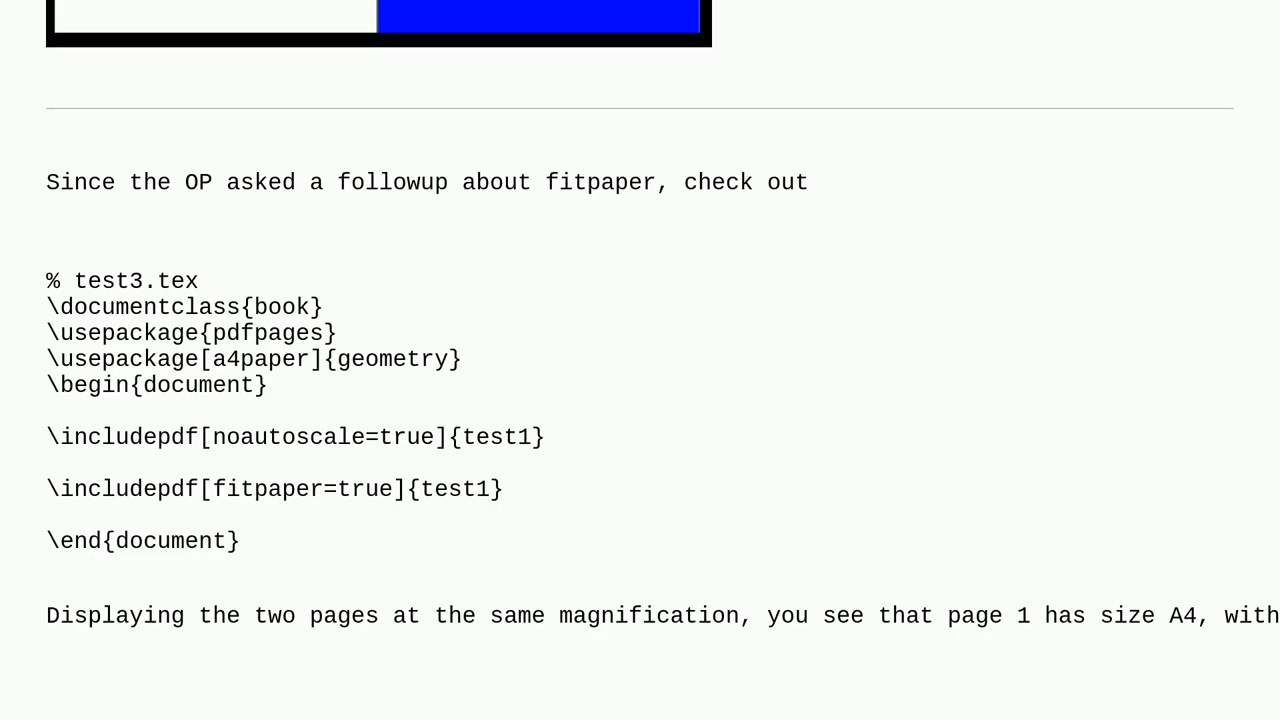 Since the OP asked a followup about fitpaper, check out
% test3.tex
\documentclass{book}
\usepackage{pdfpages}
\usepackage[a4paper]{geometry}
\begin{document}
\includepdf[noautoscale=true]{test1}
\includepdf[fitpaper=true]{test1}
\end{document}
Displaying the two pages at the same magnification, you see that page 1 has size A4, with